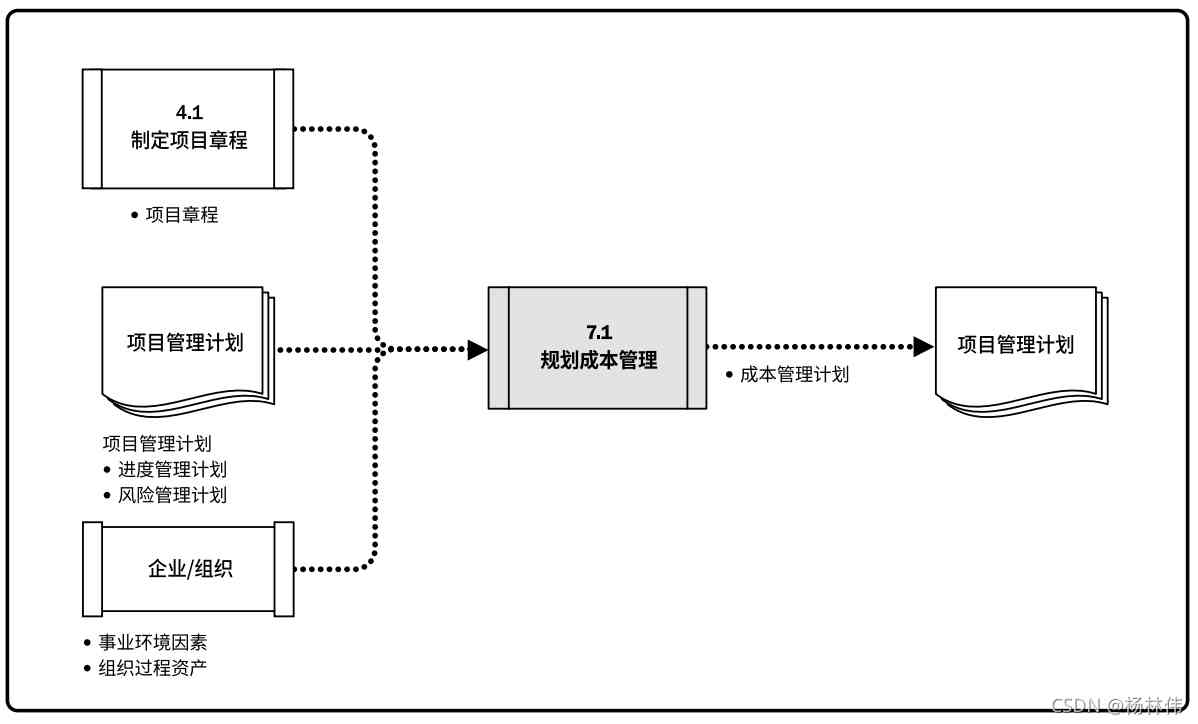 4.1
制定项目章程
• 项目章程
项目管理计划
项目管理计划
• 进度管理计划
• 风险管理计划
企业/组织
• 事业环境因素
• 组织过程资产
7.1
规划成本管理
• 成本管理计划
项目管理计划
CSDN @杨林伟